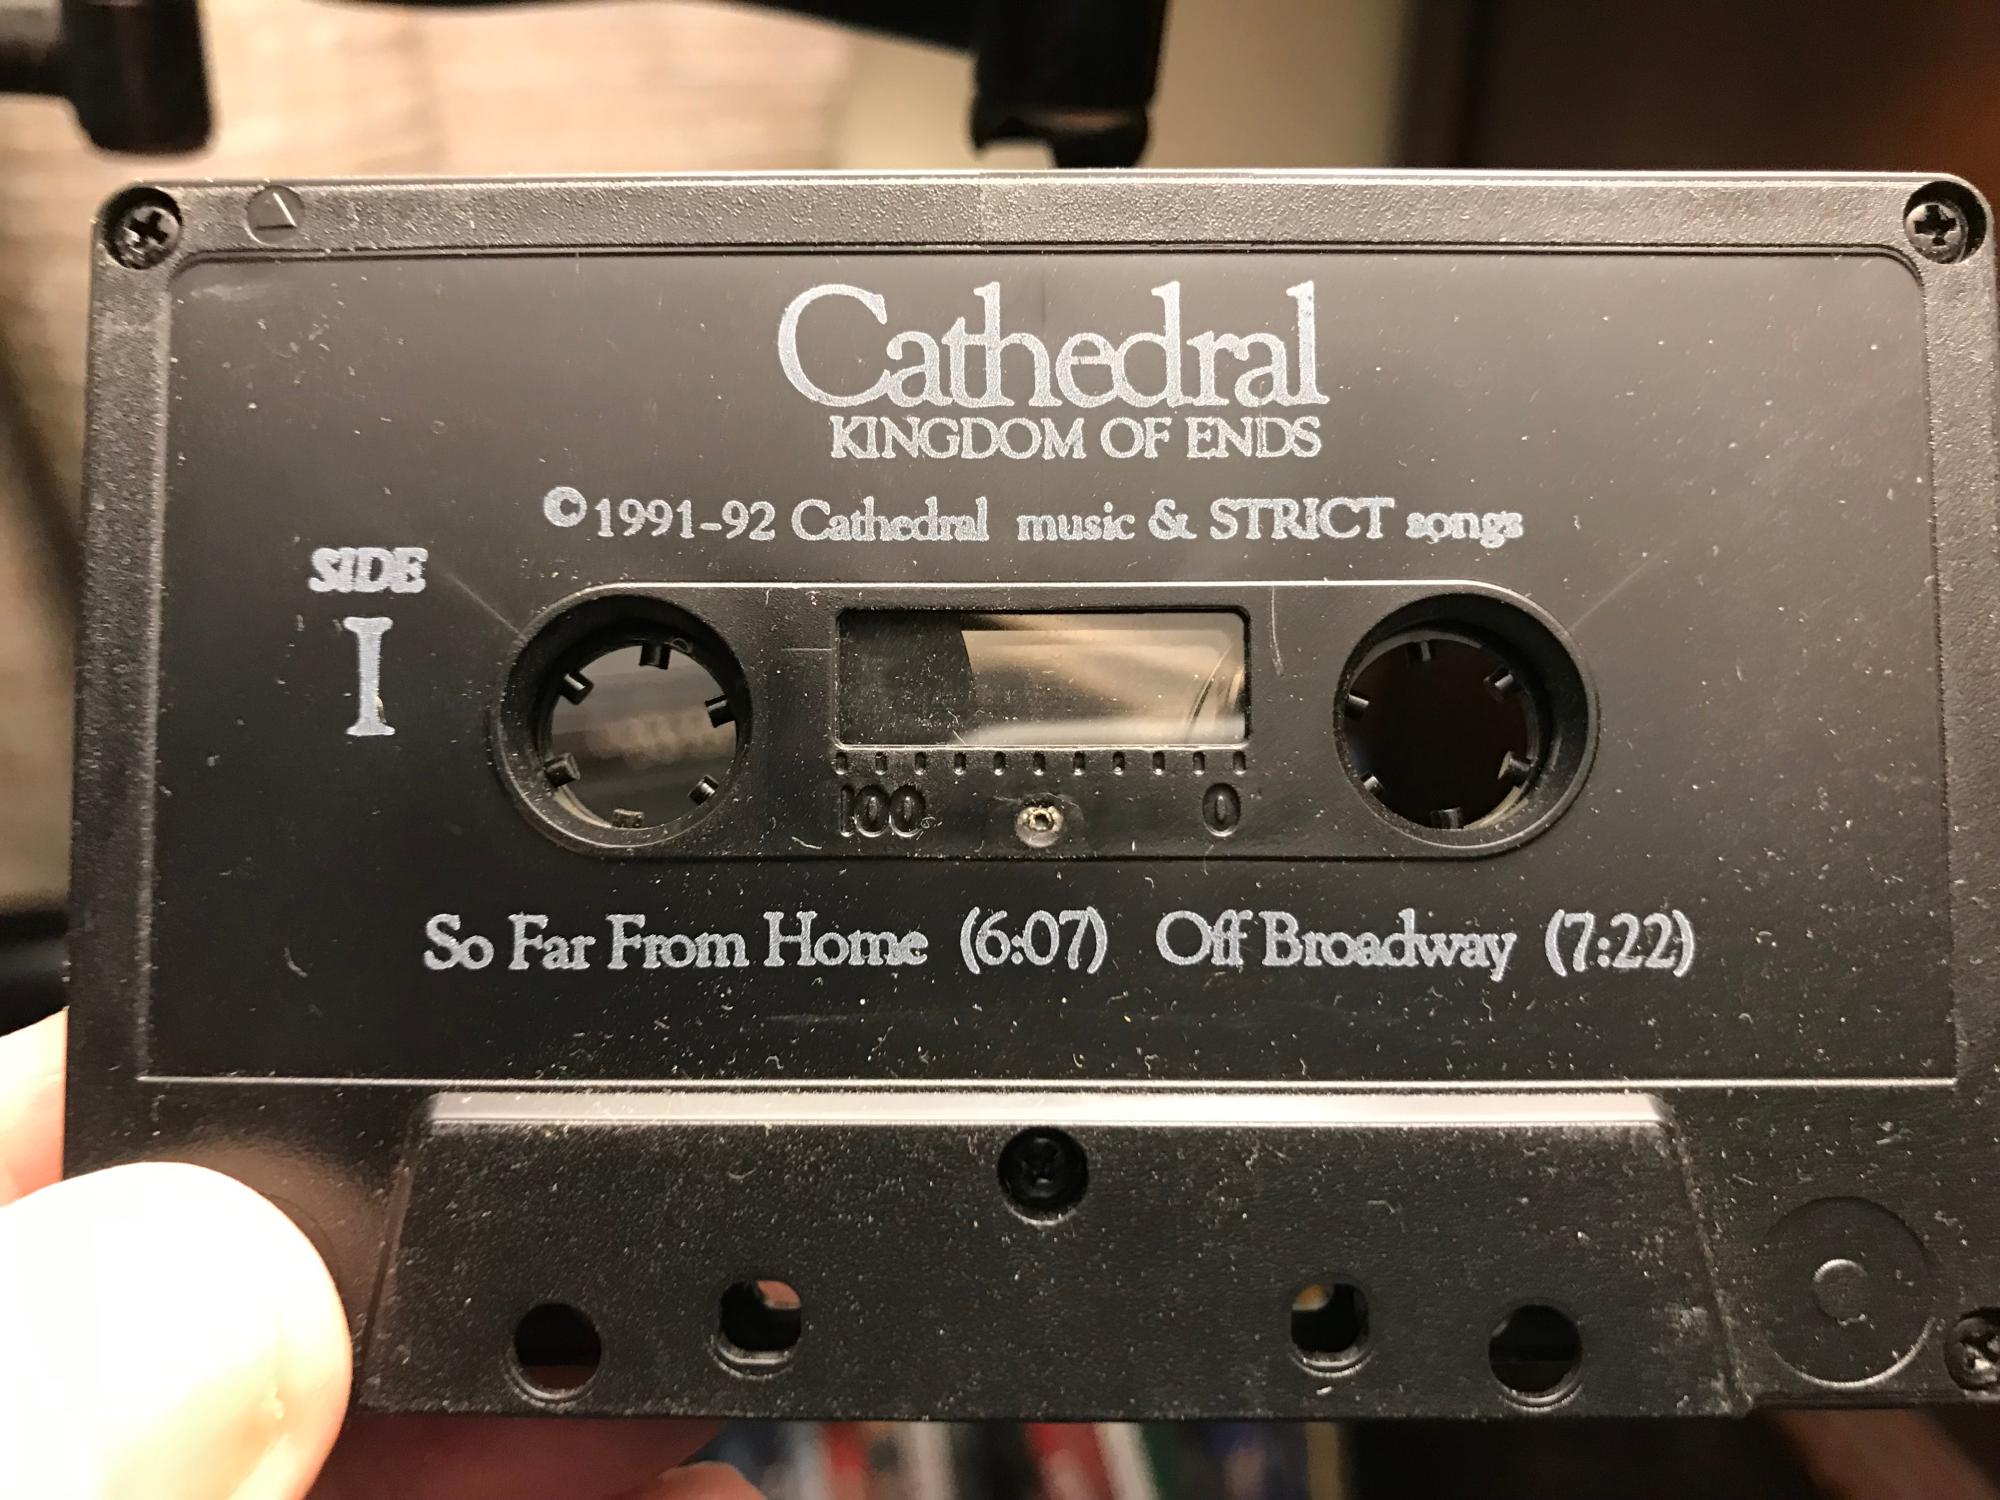 Cathedral
KINGDOM OF ENDS
©1991-92 Cathedral music & STRICT songs
SIDE
I
100 0
So Far From Home (6:07) Off Broadway (7:22)